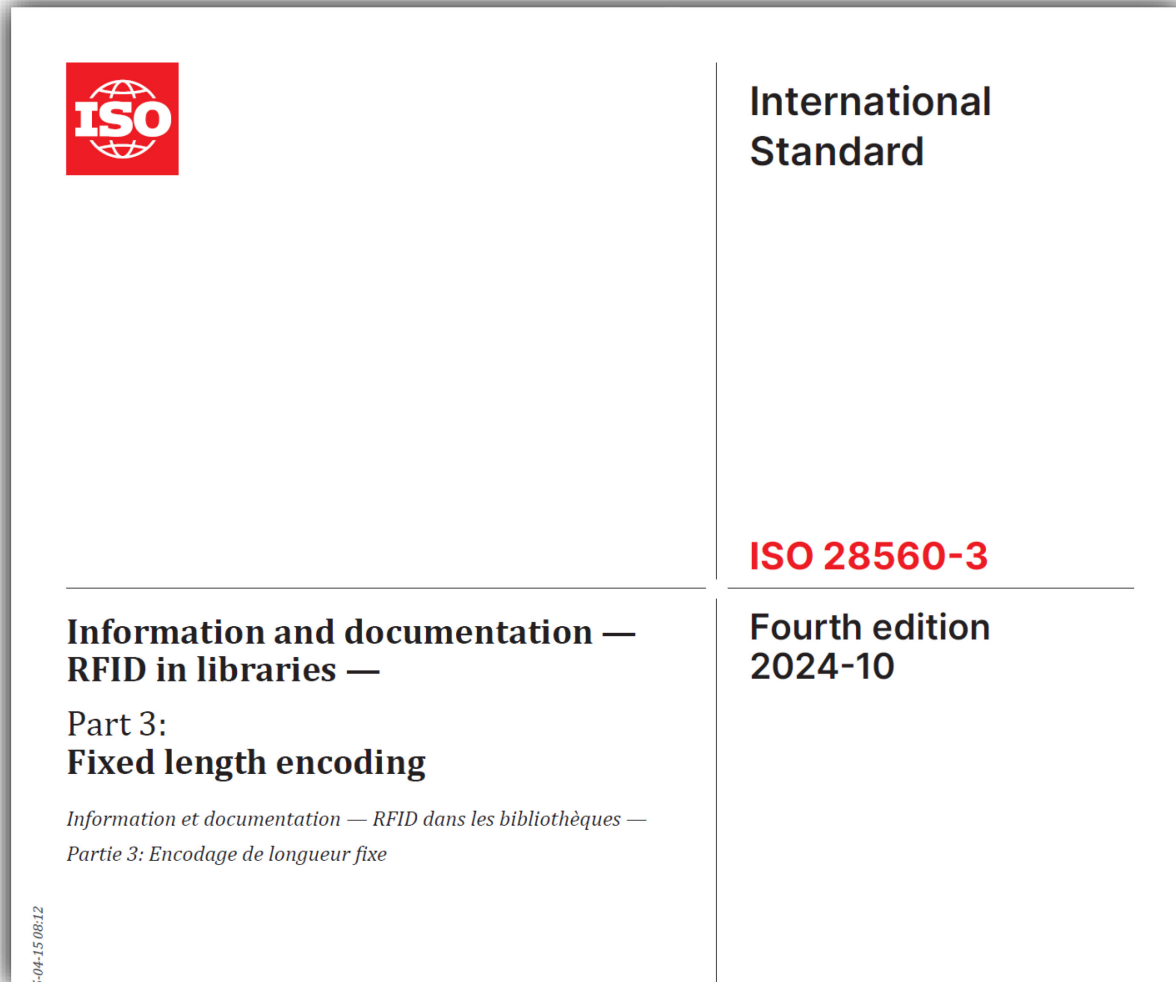 ISO
International
Standard
ISO 28560-3
Information and documentation —
RFID in libraries —
Part 3:
Fixed length encoding
Information et documentation — RFID dans les bibliothèques —
Partie 3: Encodage de longueur fixe
Fourth edition
2024-10
-04-15 08:12